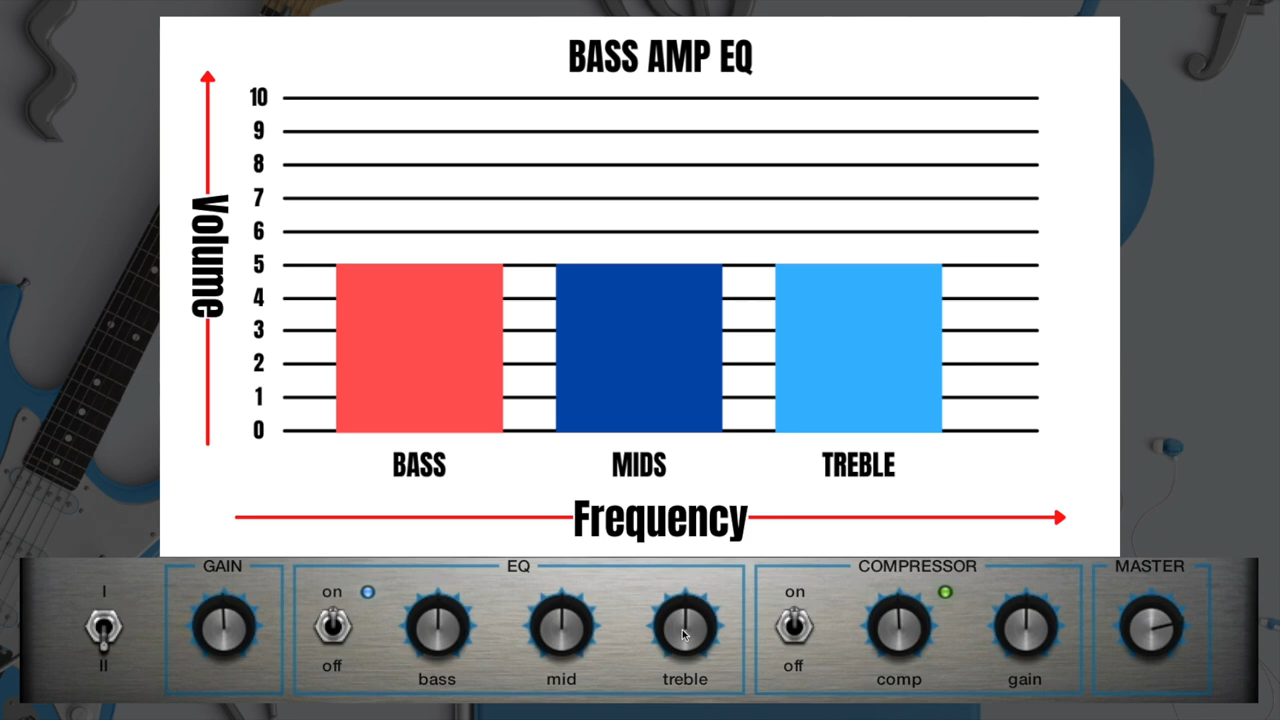 BASS AMP EQ
10
9
8
7
6
5
4
3
2
1
0
Volume
BASS MIDS TREBLE
Frequency
GAIN EQ COMPRESSOR MASTER
I on on
II off bass mid treble off comp gain